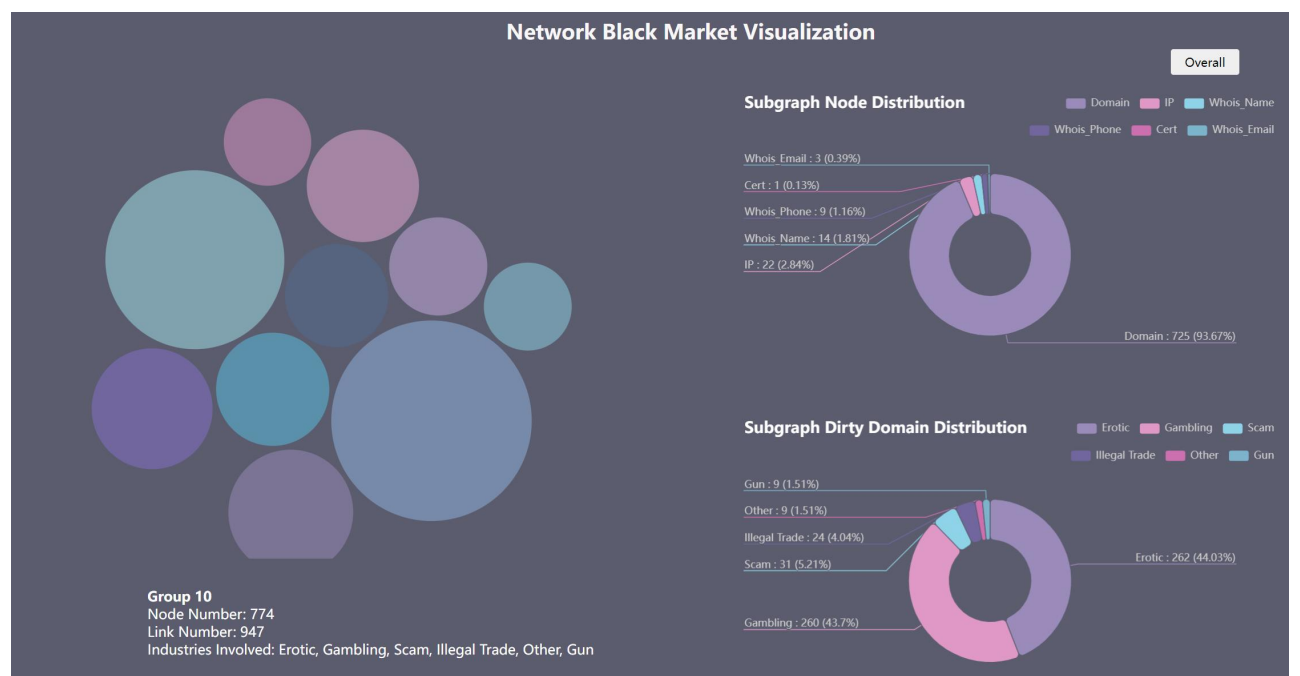 Network Black Market Visualization
Overall
Subgraph Node Distribution
Domain IP Whois_Name
Whois_Phone Cert Whois_Email
Whois_Email : 3 (0.39%)
Cert : 1 (0.13%)
Whois_Phone : 9 (1.16%)
Whois_Name : 14 (1.81%)
IP : 22 (2.84%)
Domain : 725 (93.67%)
Subgraph Dirty Domain Distribution
Erotic Gambling Scam
Illegal Trade Other Gun
Gun : 9 (1.51%)
Other : 9 (1.51%)
Illegal Trade : 24 (4.04%)
Scam : 31 (5.21%)
Erotic : 262 (44.03%)
Gambling : 260 (43.7%)
Group 10
Node Number: 774
Link Number: 947
Industries Involved: Erotic, Gambling, Scam, Illegal Trade, Other, Gun